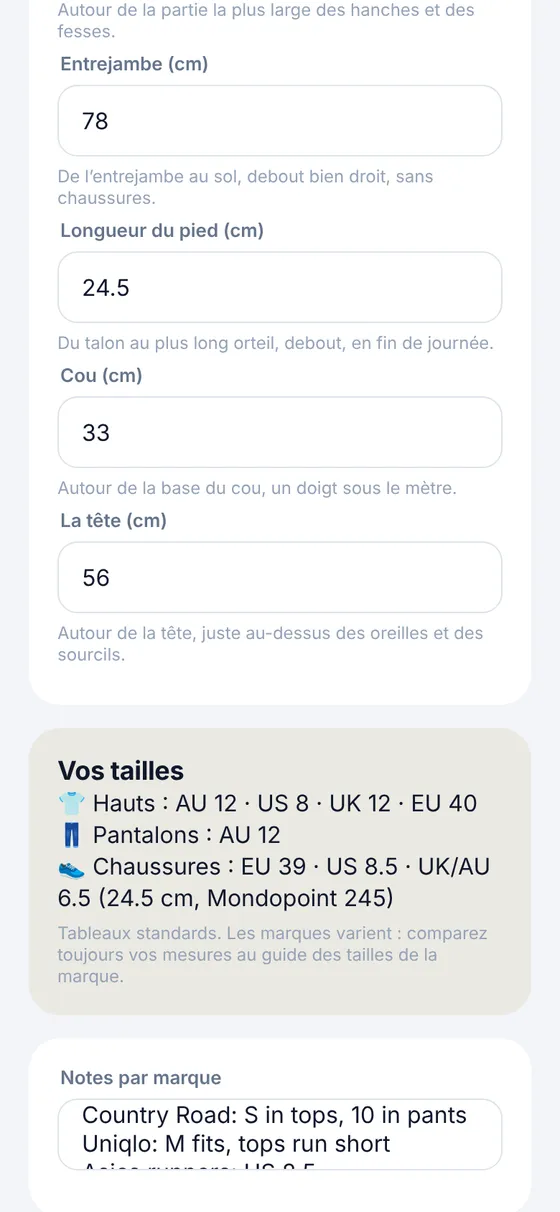 Autour de la partie la plus large des hanches et des
fesses.
Entrejambe (cm)
78
De l’entrejambe au sol, debout bien droit, sans
chaussures.
Longueur du pied (cm)
24.5
Du talon au plus long orteil, debout, en fin de journée.
Cou (cm)
33
Autour de la base du cou, un doigt sous le mètre.
La tête (cm)
56
Autour de la tête, juste au-dessus des oreilles et des
sourcils.
Vos tailles
👕 Hauts : AU 12 · US 8 · UK 12 · EU 40
👖 Pantalons : AU 12
👟 Chaussures : EU 39 · US 8.5 · UK/AU
6.5 (24.5 cm, Mondopoint 245)
Tableaux standards. Les marques varient : comparez
toujours vos mesures au guide des tailles de la
marque.
Notes par marque
Country Road: S in tops, 10 in pants
Uniqlo: M fits, tops run short
Asics runners: US 8.5